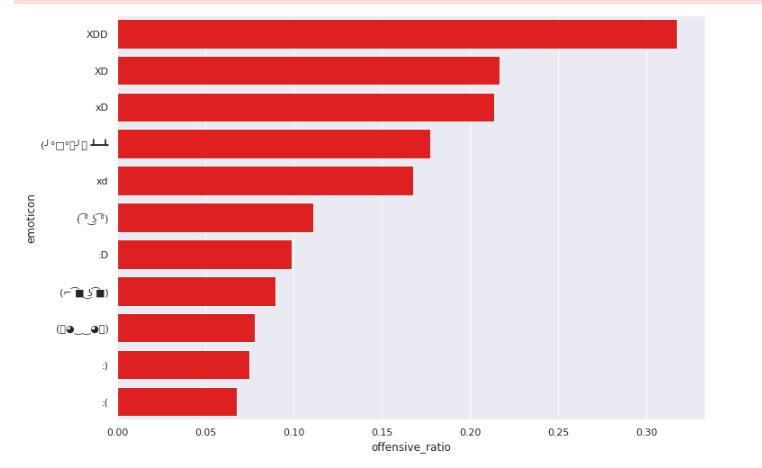 XDD
XD
xD
(╯°□°）╯︵ ┻━┻
xd
( ͡° ͜ʖ ͡°)
:D
(⌐ ͡■ ͜ʖ ͡■)
:)
:(
emoticon
0.00 0.05 0.10 0.15 0.20 0.25 0.30
offensive_ratio